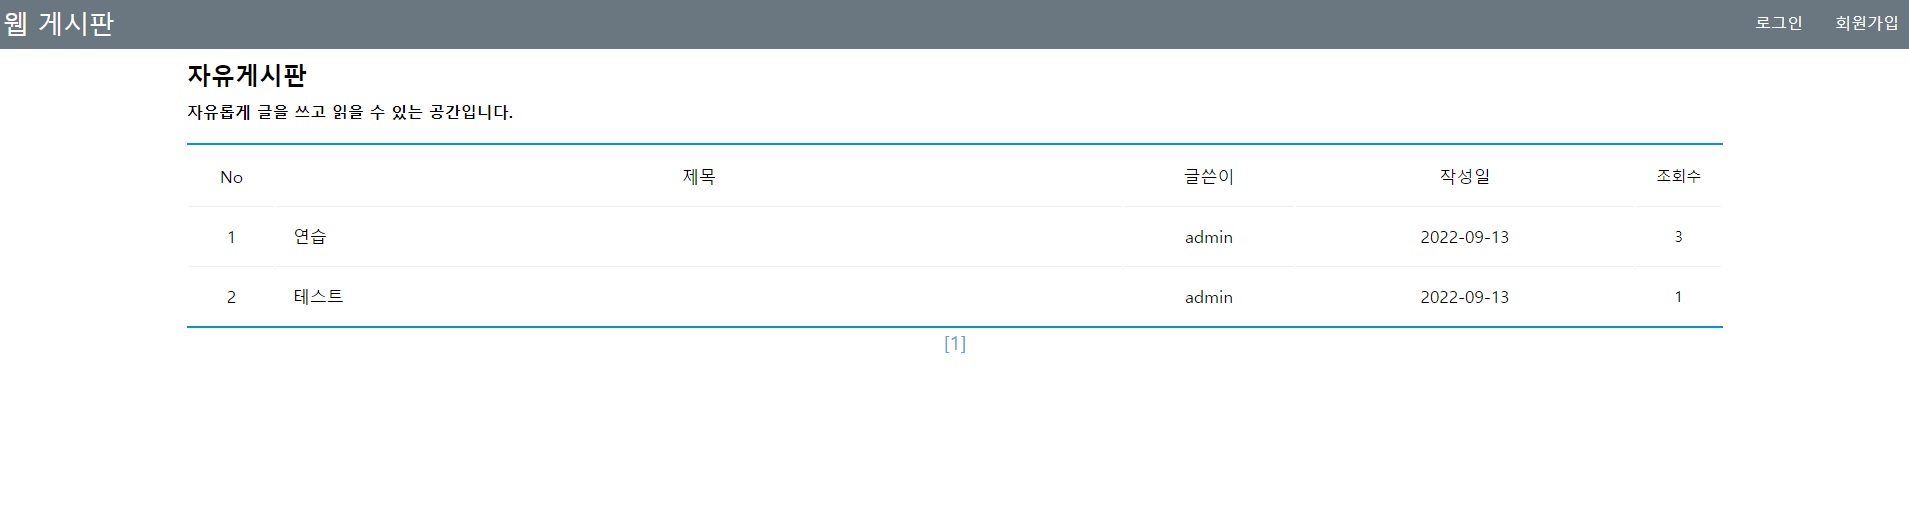 웹 게시판 로그인 회원가입
자유게시판
자유롭게 글을 쓰고 읽을 수 있는 공간입니다.
No 제목 글쓴이 작성일 조회수
1 연습 admin 2022-09-13 3
2 테스트 admin 2022-09-13 1
[1]